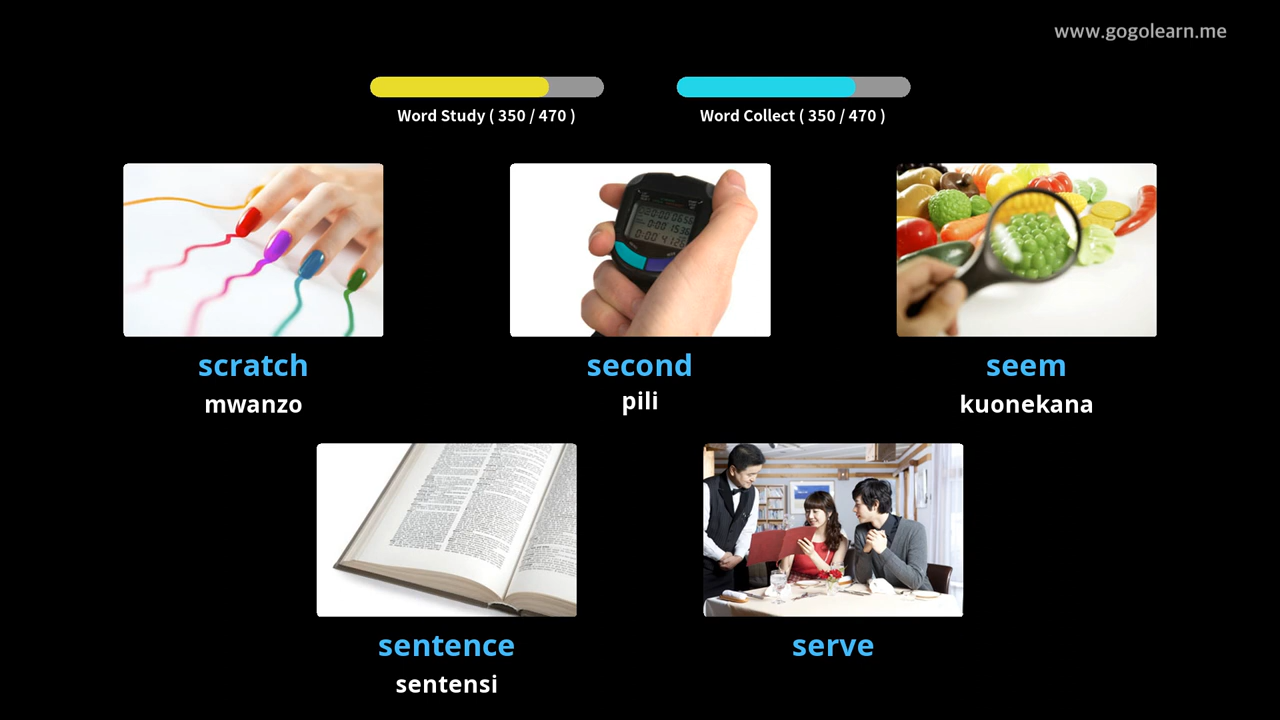 www.gogolearn.me
Word Study ( 350 / 470 )
Word Collect ( 350 / 470 )
scratch
mwanzo
second
pili
seem
kuonekana
sentence
sentensi
serve